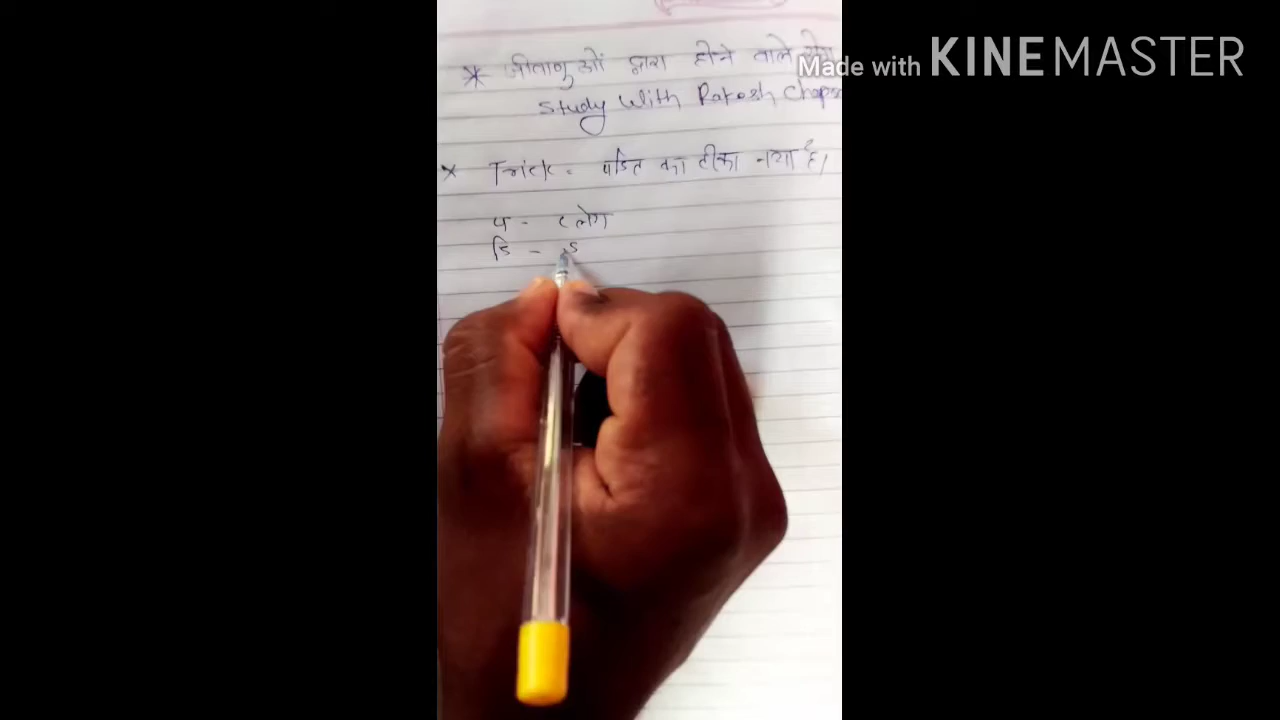 * जीवाणुओं द्वारा होने वाले रोग
Made with KINEMASTER
Study with Rakesh
* Trick = पंडित का टीका नया है।
प - प्लेग
डि - ड